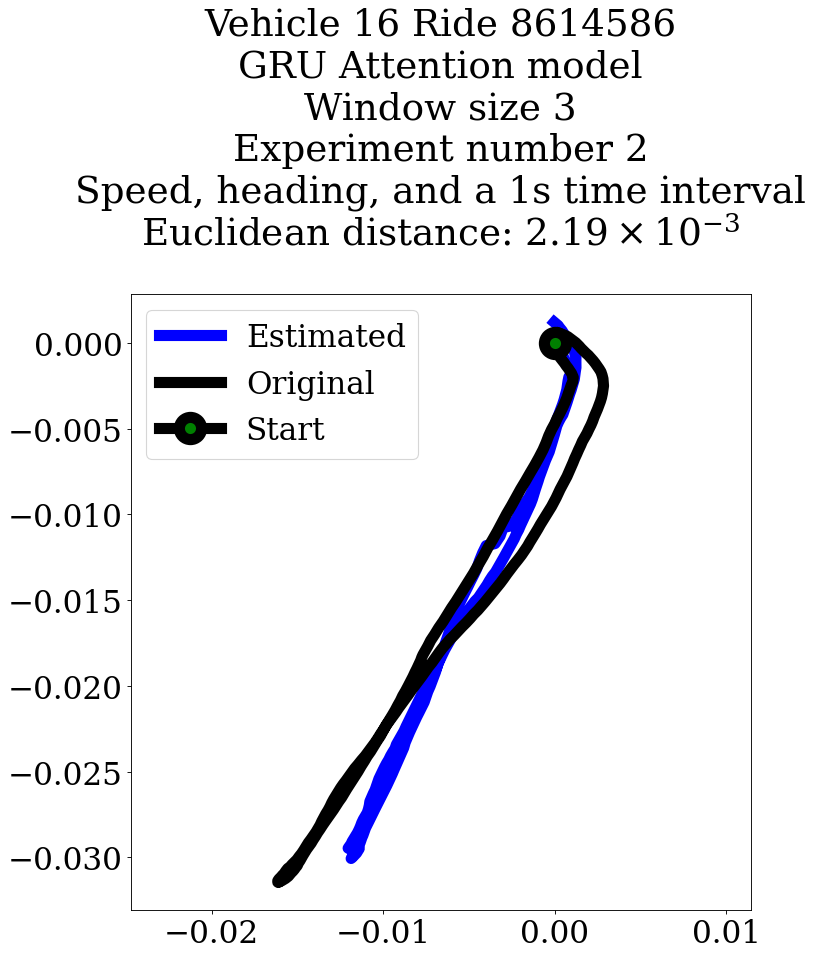 Vehicle 16 Ride 8614586
GRU Attention model
Window size 3
Experiment number 2
Speed, heading, and a 1s time interval
Euclidean distance: 2.19 × 10⁻³
Estimated
Original
Start
0.000
−0.005
−0.010
−0.015
−0.020
−0.025
−0.030
−0.02 −0.01 0.00 0.01